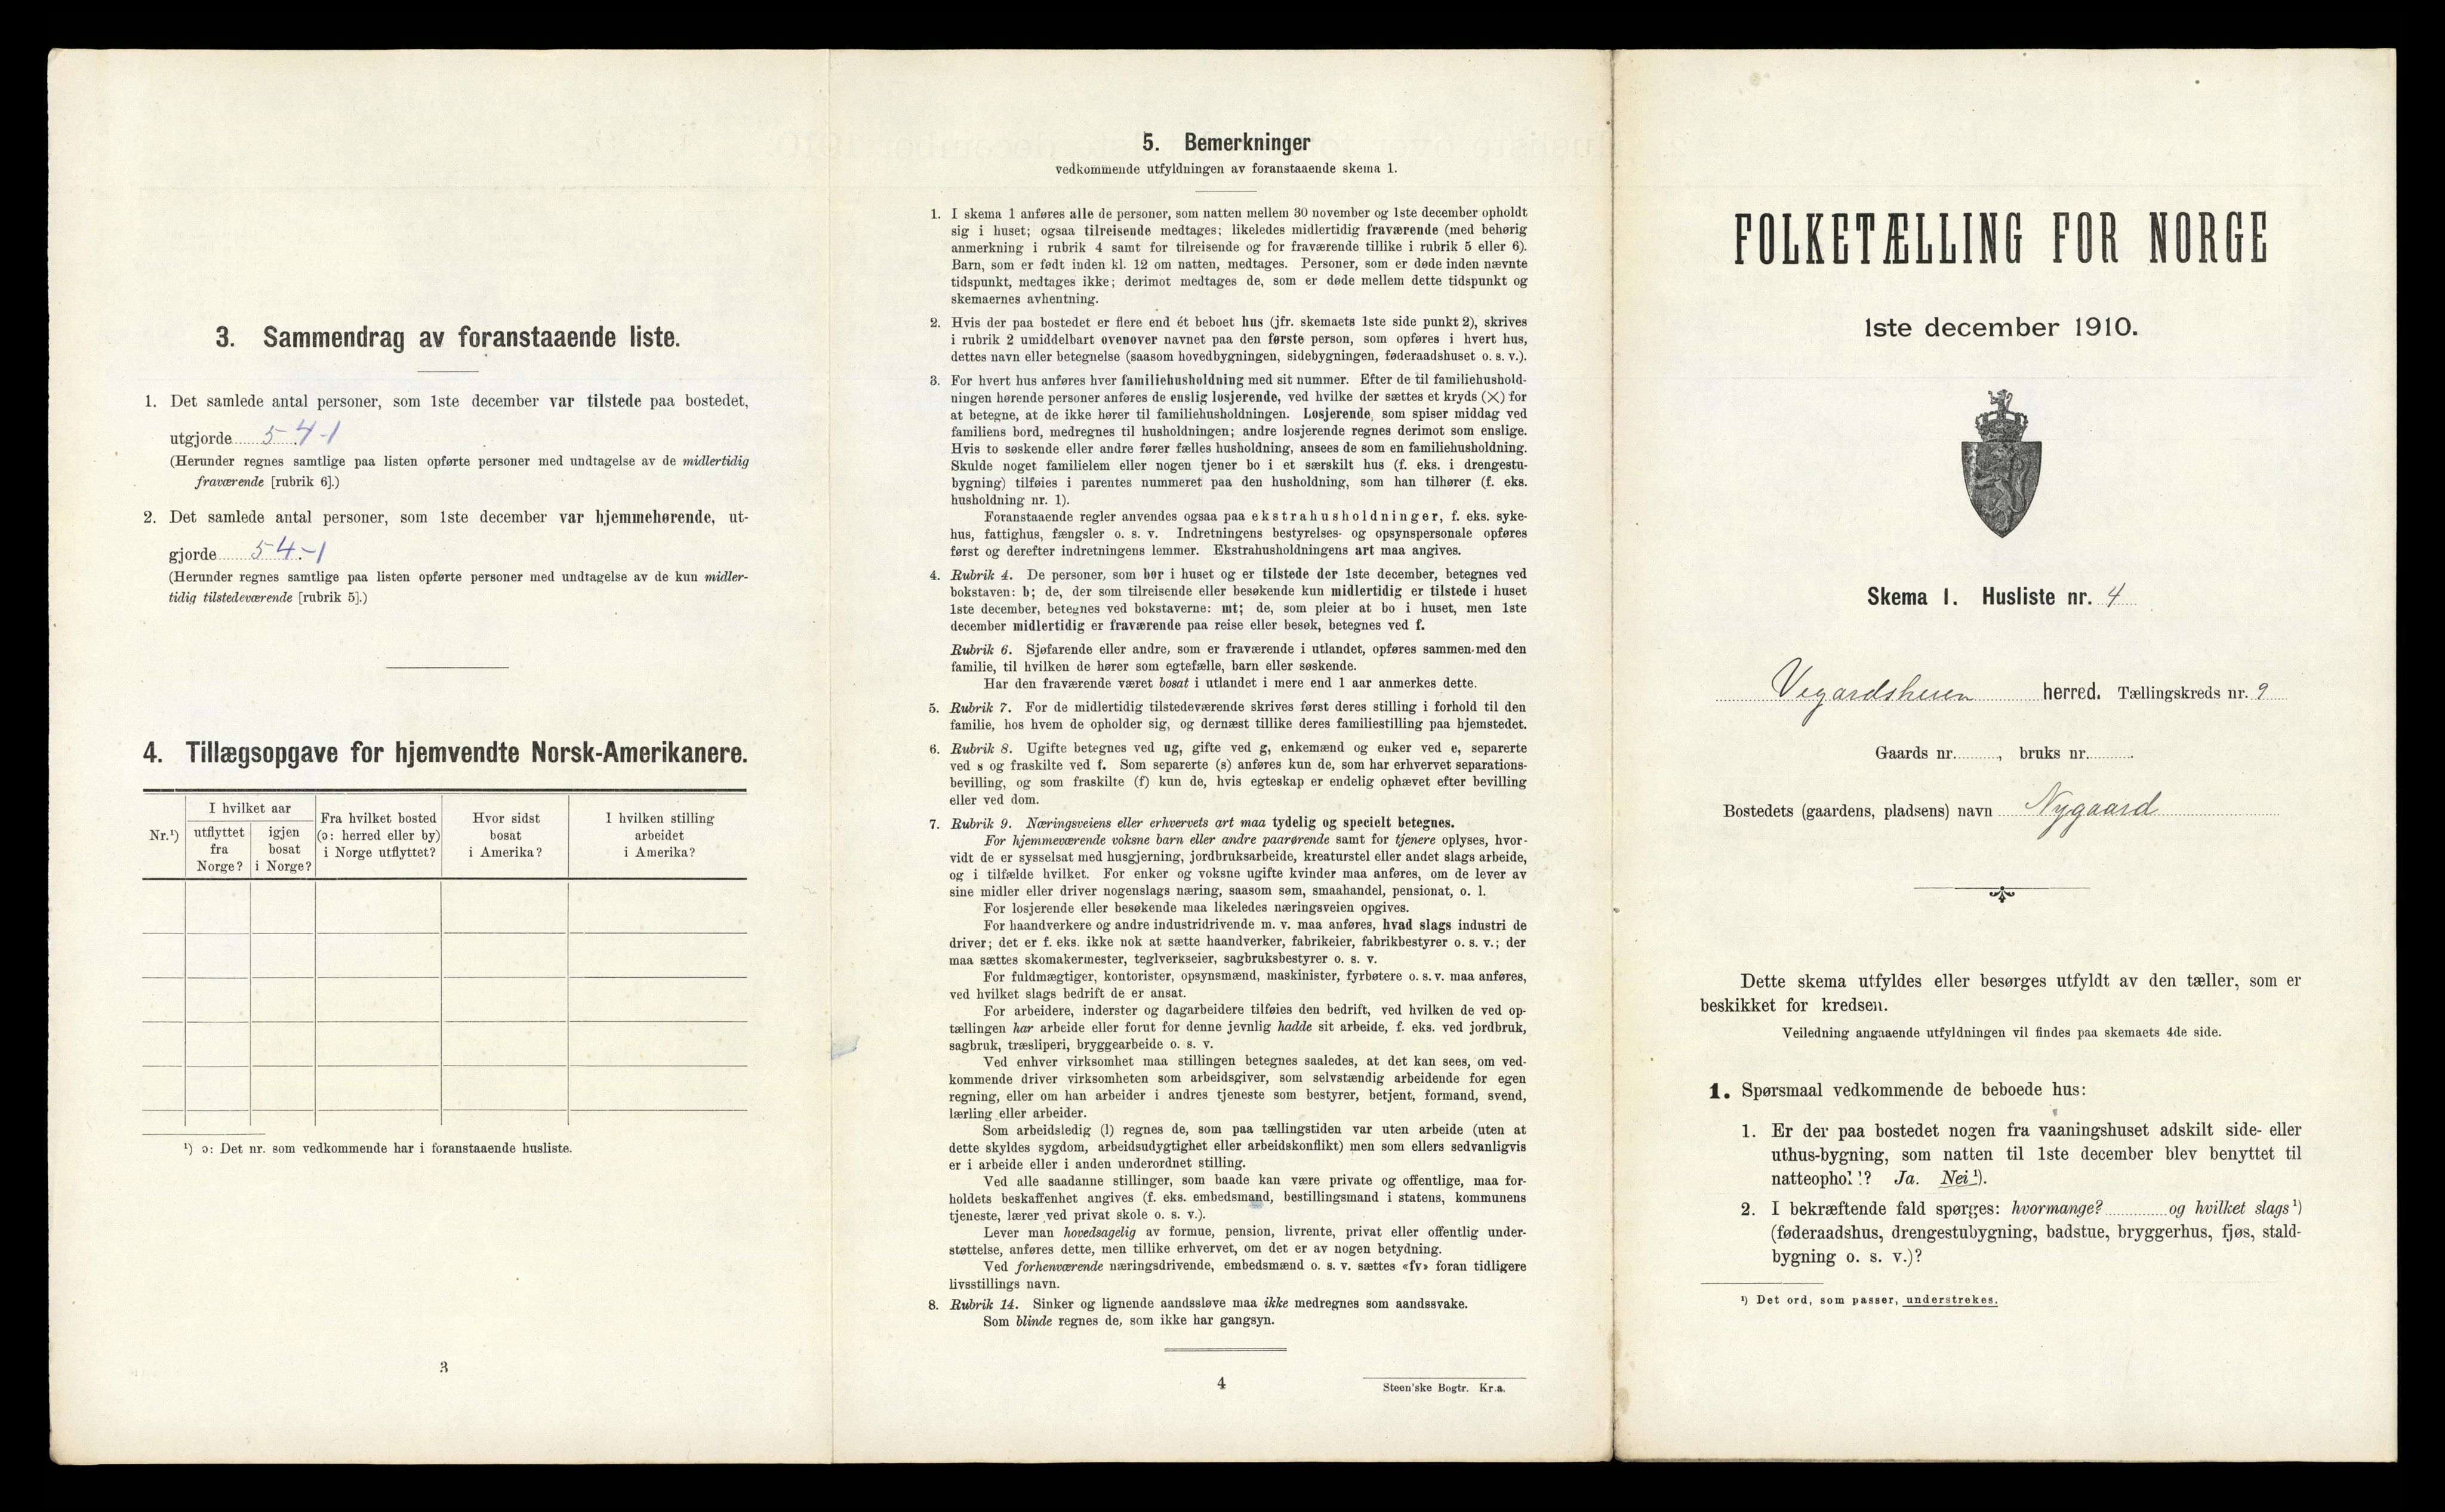 3. Sammendrag av foranstaaende liste.
1. Det samlede antal personer, som 1ste december var tilstede paa bostedet,
utgjorde 5 4-1
(Herunder regnes samtlige paa listen opførte personer med undtagelse av de midlertidig
fraværende [rubrik 6].)
2. Det samlede antal personer, som 1ste december var hjemmehørende, ut-
gjorde 5 4-1
(Herunder regnes samtlige paa listen opførte personer med undtagelse av de kun midler-
tidig tilstedeværende [rubrik 5].)
4. Tillægsopgave for hjemvendte Norsk-Amerikanere.
Nr.¹)
I hvilket aar
utflyttet
fra
Norge?
igjen
bosat
i Norge?
Fra hvilket bosted
(ɔ: herred eller by)
i Norge utflyttet?
Hvor sidst
bosat
i Amerika?
I hvilken stilling
arbeidet
i Amerika?
¹) ɔ: Det nr. som vedkommende har i foranstaaende husliste.
3
5. Bemerkninger
vedkommende utfyldningen av foranstaaende skema 1.
1. I skema 1 anføres alle de personer, som natten mellem 30 november og 1ste december opholdt
sig i huset; ogsaa tilreisende medtages; likeledes midlertidig fraværende (med behørig
anmerkning i rubrik 4 samt for tilreisende og for fraværende tillike i rubrik 5 eller 6).
Barn, som er født inden kl. 12 om natten, medtages. Personer, som er døde inden nævnte
tidspunkt, medtages ikke; derimot medtages de, som er døde mellem dette tidspunkt og
skemaernes avhentning.
2. Hvis der paa bostedet er flere end ét beboet hus (jfr. skemaets 1ste side punkt 2), skrives
i rubrik 2 umiddelbart ovenover navnet paa den første person, som opføres i hvert hus,
dettes navn eller betegnelse (saasom hovedbygningen, sidebygningen, føderaadshuset o. s. v.).
3. For hvert hus anføres hver familiehusholdning med sit nummer. Efter de til familiehushold-
ningen hørende personer anføres de enslig losjerende, ved hvilke der sættes et kryds (×) for
at betegne, at de ikke hører til familiehusholdningen. Losjerende, som spiser middag ved
familiens bord, medregnes til husholdningen; andre losjerende regnes derimot som enslige.
Hvis to søskende eller andre fører fælles husholdning, ansees de som en familiehusholdning.
Skulde noget familielem eller nogen tjener bo i et særskilt hus (f. eks. i drengestu-
bygning) tilføies i parentes nummeret paa den husholdning, som han tilhører (f. eks.
husholdning nr. 1).
Foranstaaende regler anvendes ogsaa paa ekstrahusholdninger, f. eks. syke-
hus, fattighus, fængsler o. s. v. Indretningens bestyrelses- og opsynspersonale opføres
først og derefter indretningens lemmer. Ekstrahusholdningens art maa angives.
4. Rubrik 4. De personer, som bor i huset og er tilstede der 1ste december, betegnes ved
bokstaven: b; de, der som tilreisende eller besøkende kun midlertidig er tilstede i huset
1ste december, betegnes ved bokstaverne: mt; de, som pleier at bo i huset, men 1ste
december midlertidig er fraværende paa reise eller besøk, betegnes ved f.
Rubrik 6. Sjøfarende eller andre, som er fraværende i utlandet, opføres sammen med den
familie, til hvilken de hører som egtefælle, barn eller søskende.
Har den fraværende været bosat i utlandet i mere end 1 aar anmerkes dette.
5. Rubrik 7. For de midlertidig tilstedeværende skrives først deres stilling i forhold til den
familie, hos hvem de opholder sig, og dernæst tillike deres familiestilling paa hjemstedet.
6. Rubrik 8. Ugifte betegnes ved ug, gifte ved g, enkemænd og enker ved e, separerte
ved s og fraskilte ved f. Som separerte (s) anføres kun de, som har erhvervet separations-
bevilling, og som fraskilte (f) kun de, hvis egteskap er endelig ophævet efter bevilling
eller ved dom.
7. Rubrik 9. Næringsveiens eller erhvervets art maa tydelig og specielt betegnes.
For hjemmeværende voksne barn eller andre paarørende samt for tjenere oplyses, hvor-
vidt de er sysselsat med husgjerning, jordbruksarbeide, kreaturstel eller andet slags arbeide,
og i tilfælde hvilket. For enker og voksne ugifte kvinder maa anføres, om de lever av
sine midler eller driver nogenslags næring, saasom søm, smaahandel, pensionat, o. l.
For losjerende eller besøkende maa likeledes næringsveien opgives.
For haandverkere og andre industridrivende m. v. maa anføres, hvad slags industri de
driver; det er f. eks. ikke nok at sætte haandverker, fabrikeier, fabrikbestyrer o. s. v.; der
maa sættes skomakermester, teglverkseier, sagbruksbestyrer o. s. v.
For fuldmægtiger, kontorister, opsynsmænd, maskinister, fyrbøtere o. s. v. maa anføres,
ved hvilket slags bedrift de er ansat.
For arbeidere, inderster og dagarbeidere tilføies den bedrift, ved hvilken de ved op-
tællingen har arbeide eller forut for denne jevnlig hadde sit arbeide, f. eks. ved jordbruk,
sagbruk, træsliperi, bryggearbeide o. s. v.
Ved enhver virksomhet maa stillingen betegnes saaledes, at det kan sees, om ved-
kommende driver virksomheten som arbeidsgiver, som selvstændig arbeidende for egen
regning, eller om han arbeider i andres tjeneste som bestyrer, betjent, formand, svend,
lærling eller arbeider.
Som arbeidsledig (l) regnes de, som paa tællingstiden var uten arbeide (uten at
dette skyldes sygdom, arbeidsudygtighet eller arbeidskonflikt) men som ellers sedvanligvis
er i arbeide eller i anden underordnet stilling.
Ved alle saadanne stillinger, som baade kan være private og offentlige, maa for-
holdets beskaffenhet angives (f. eks. embedsmand, bestillingsmand i statens, kommunens
tjeneste, lærer ved privat skole o. s. v.).
Lever man hovedsagelig av formue, pension, livrente, privat eller offentlig under-
støttelse, anføres dette, men tillike erhvervet, om det er av nogen betydning.
Ved forhenværende næringsdrivende, embedsmænd o. s. v. sættes «fv» foran tidligere
livsstillings navn.
8. Rubrik 14. Sinker og lignende aandssløve maa ikke medregnes som aandssvake.
Som blinde regnes de, som ikke har gangsyn.
4
Steen'ske Bogtr. Kr.a.
FOLKETÆLLING FOR NORGE
1ste december 1910.
Skema 1. Husliste nr. 4
Vegardsheien herred. Tællingskreds nr. 9
Gaards nr. , bruks nr. .
Bostedets (gaardens, pladsens) navn Nygaard
Dette skema utfyldes eller besørges utfyldt av den tæller, som er
beskikket for kredsen.
Veiledning angaaende utfyldningen vil findes paa skemaets 4de side.
1. Spørsmaal vedkommende de beboede hus:
1. Er der paa bostedet nogen fra vaaningshuset adskilt side- eller
uthus-bygning, som natten til 1ste december blev benyttet til
natteophold? Ja. Nei ¹).
2. I bekræftende fald spørges: hvormange? og hvilket slags ¹)
(føderaadshus, drengestubygning, badstue, bryggerhus, fjøs, stald-
bygning o. s. v.)?
¹) Det ord, som passer, understrekes.